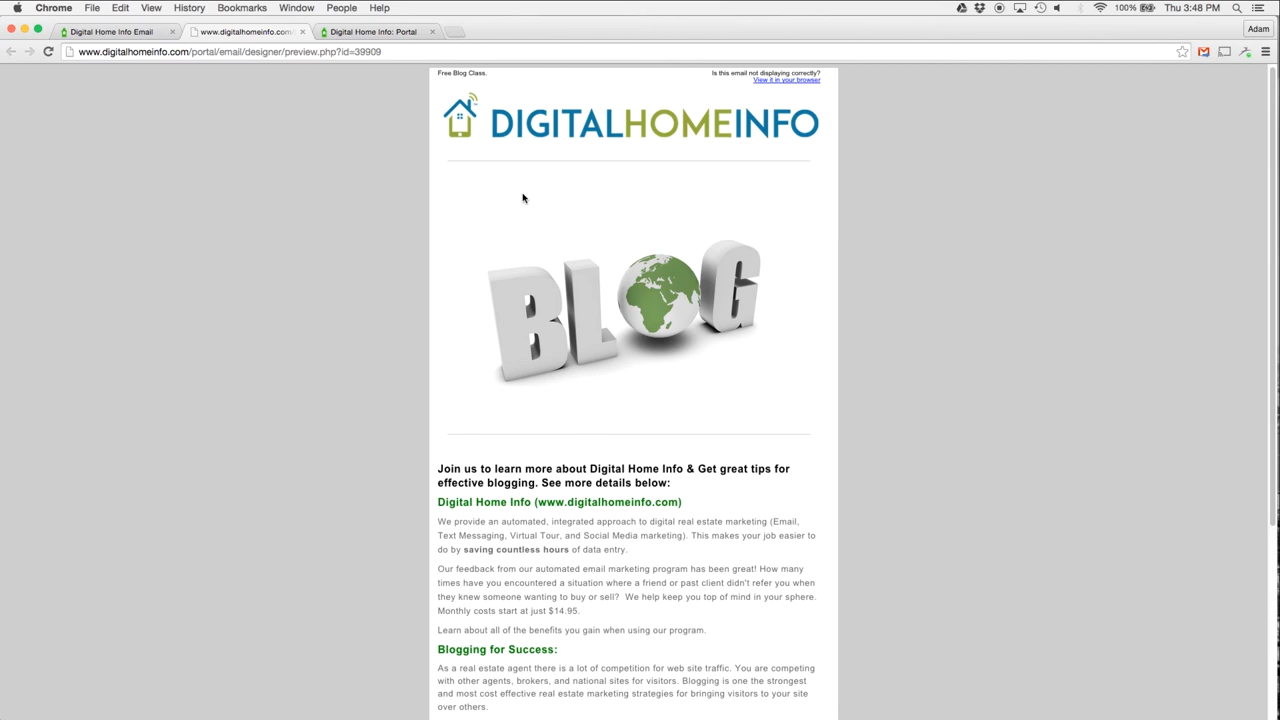 Chrome File Edit View History Bookmarks Window People Help 100% Thu 3:48 PM
Digital Home Info Email www.digitalhomeinfo.com Digital Home Info: Portal Adam
www.digitalhomeinfo.com/portal/email/designer/preview.php?id=39909
Free Blog Class. Is this email not displaying correctly?
View it in your browser
DIGITALHOMEINFO
BLOG
Join us to learn more about Digital Home Info & Get great tips for
effective blogging. See more details below:
Digital Home Info (www.digitalhomeinfo.com)
We provide an automated, integrated approach to digital real estate marketing (Email,
Text Messaging, Virtual Tour, and Social Media marketing). This makes your job easier to
do by saving countless hours of data entry.
Our feedback from our automated email marketing program has been great! How many
times have you encountered a situation where a friend or past client didn't refer you when
they knew someone wanting to buy or sell? We help keep you top of mind in your sphere.
Monthly costs start at just $14.95.
Learn about all of the benefits you gain when using our program.
Blogging for Success:
As a real estate agent there is a lot of competition for web site traffic. You are competing
with other agents, brokers, and national sites for visitors. Blogging is one the strongest
and most cost effective real estate marketing strategies for bringing visitors to your site
over others.